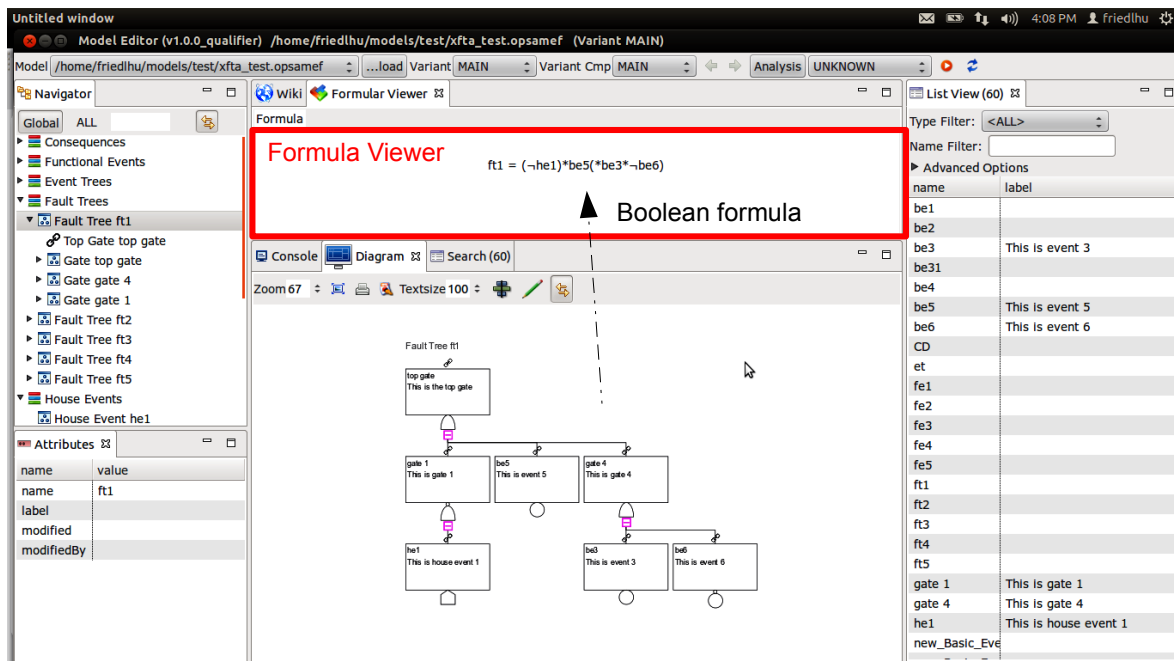 Untitled window
4:08 PM friedlhu
Model Editor (v1.0.0_qualifier) /home/friedlhu/models/test/xfta_test.opsamef (Variant MAIN)
Model /home/friedlhu/models/test/xfta_test.opsamef ...load Variant MAIN Variant Cmp MAIN Analysis UNKNOWN
Navigator
Global ALL
Consequences
Functional Events
Event Trees
Fault Trees
Fault Tree ft1
Top Gate top gate
Gate top gate
Gate gate 4
Gate gate 1
Fault Tree ft2
Fault Tree ft3
Fault Tree ft4
Fault Tree ft5
House Events
House Event he1
Attributes
name value
name ft1
label
modified
modifiedBy
Wiki Formular Viewer
Formula
Formula Viewer
ft1 = (¬he1)*be5(*be3*¬be6)
Boolean formula
Console Diagram Search (60)
Zoom 67 Textsize 100
Fault Tree ft1
top gate
This is the top gate
gate 1
This is gate 1
be5
This is event 5
gate 4
This is gate 4
he1
This is house event 1
be3
This is event 3
be6
This is event 6
List View (60)
Type Filter: <ALL>
Name Filter:
Advanced Options
name label
be1
be2
be3 This is event 3
be31
be4
be5 This is event 5
be6 This is event 6
CD
et
fe1
fe2
fe3
fe4
fe5
ft1
ft2
ft3
ft4
ft5
gate 1 This is gate 1
gate 4 This is gate 4
he1 This is house event 1
new_Basic_Eve